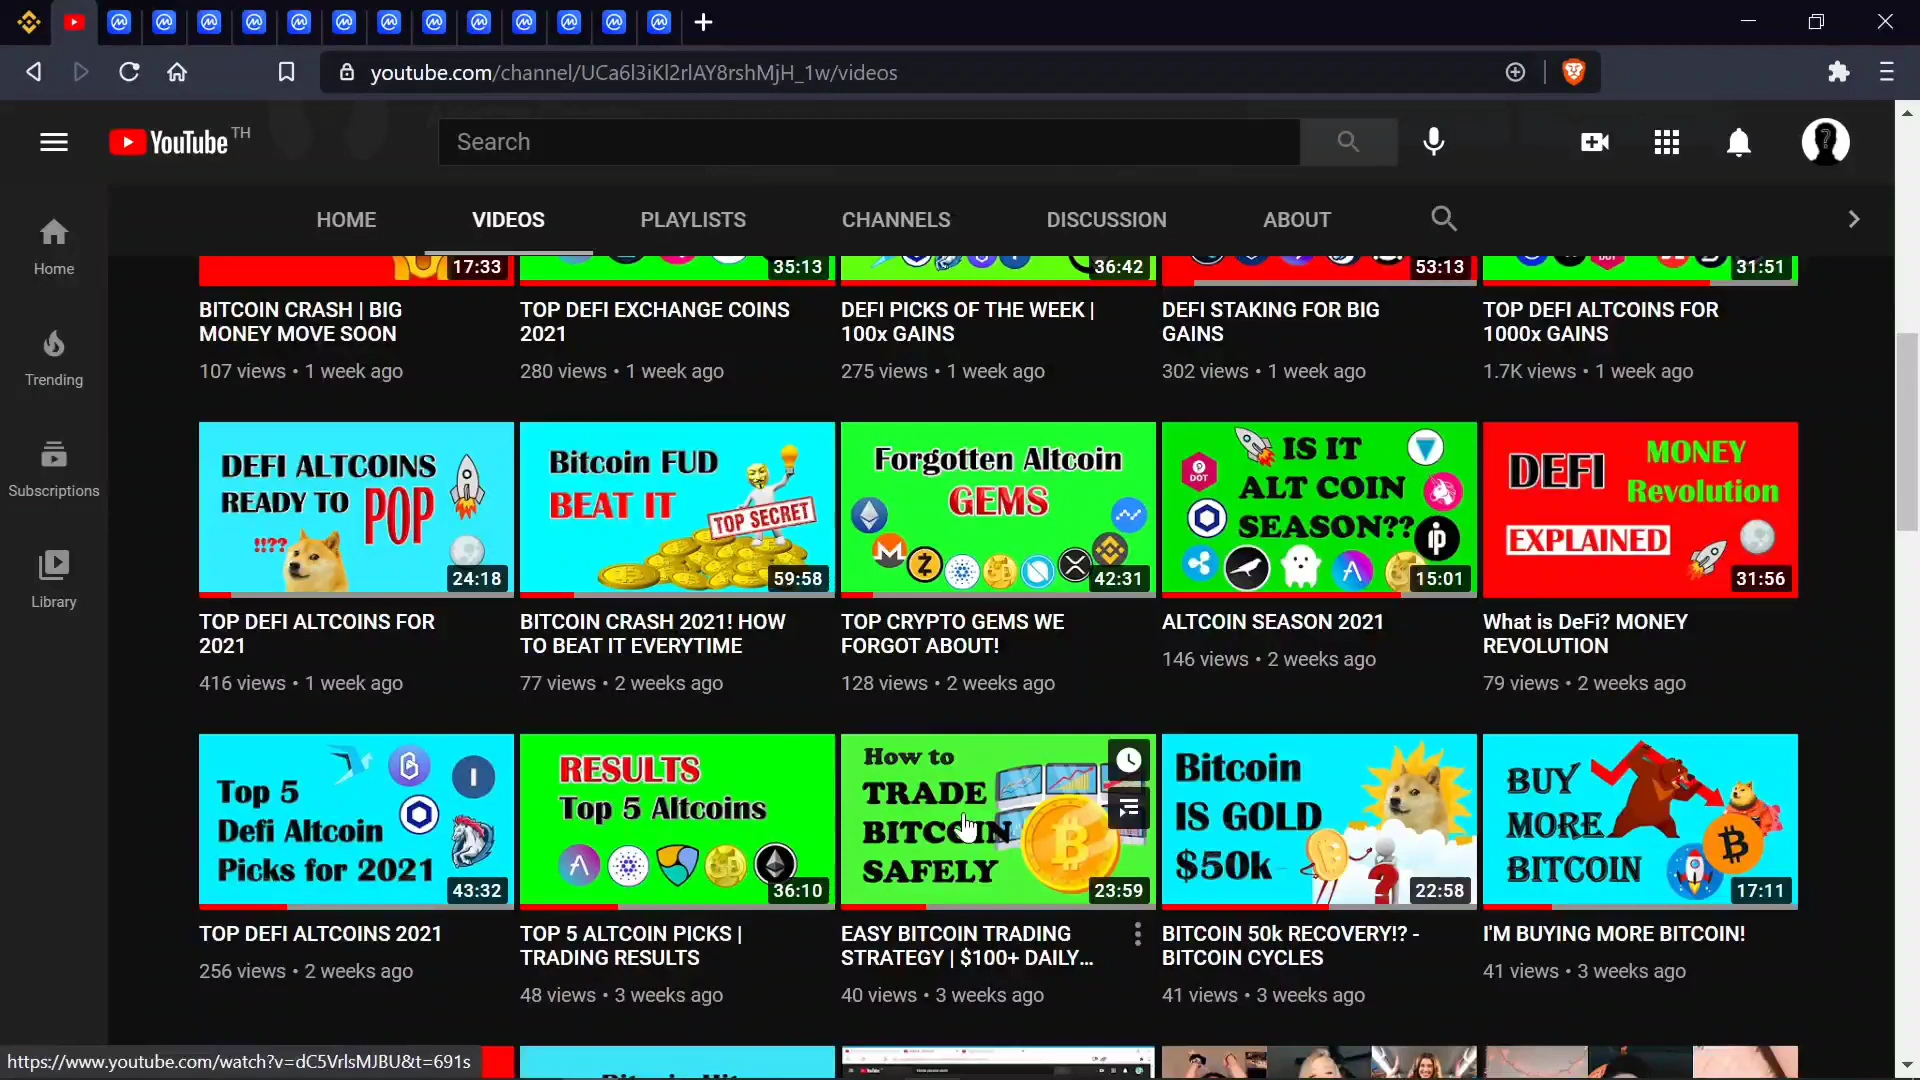 youtube.com/channel/UCa6l3iKl2rlAY8rshMjH_1w/videos
YouTube TH
Search
HOME
VIDEOS
PLAYLISTS
CHANNELS
DISCUSSION
ABOUT
Home
Trending
Subscriptions
Library
17:33
35:13
36:42
53:13
31:51
BITCOIN CRASH | BIG
MONEY MOVE SOON
107 views • 1 week ago
TOP DEFI EXCHANGE COINS
2021
280 views • 1 week ago
DEFI PICKS OF THE WEEK |
100x GAINS
275 views • 1 week ago
DEFI STAKING FOR BIG
GAINS
302 views • 1 week ago
TOP DEFI ALTCOINS FOR
1000x GAINS
1.7K views • 1 week ago
DEFI ALTCOINS
READY TO POP
!!??
24:18
TOP DEFI ALTCOINS FOR
2021
416 views • 1 week ago
Bitcoin FUD
BEAT IT
TOP SECRET
59:58
BITCOIN CRASH 2021! HOW
TO BEAT IT EVERYTIME
77 views • 2 weeks ago
Forgotten Altcoin
GEMS
42:31
TOP CRYPTO GEMS WE
FORGOT ABOUT!
128 views • 2 weeks ago
IS IT
ALT COIN
SEASON??
DOT
15:01
ALTCOIN SEASON 2021
146 views • 2 weeks ago
DEFI
MONEY
Revolution
EXPLAINED
31:56
What is DeFi? MONEY
REVOLUTION
79 views • 2 weeks ago
Top 5
Defi Altcoin
Picks for 2021
43:32
TOP DEFI ALTCOINS 2021
256 views • 2 weeks ago
RESULTS
Top 5 Altcoins
36:10
TOP 5 ALTCOIN PICKS |
TRADING RESULTS
48 views • 3 weeks ago
How to
TRADE
BITCOIN
SAFELY
23:59
EASY BITCOIN TRADING
STRATEGY | $100+ DAILY...
40 views • 3 weeks ago
Bitcoin
IS GOLD
$50k
22:58
BITCOIN 50k RECOVERY!? -
BITCOIN CYCLES
41 views • 3 weeks ago
BUY
MORE
BITCOIN
17:11
I'M BUYING MORE BITCOIN!
41 views • 3 weeks ago
https://www.youtube.com/watch?v=dC5VrlsMJBU&t=691s